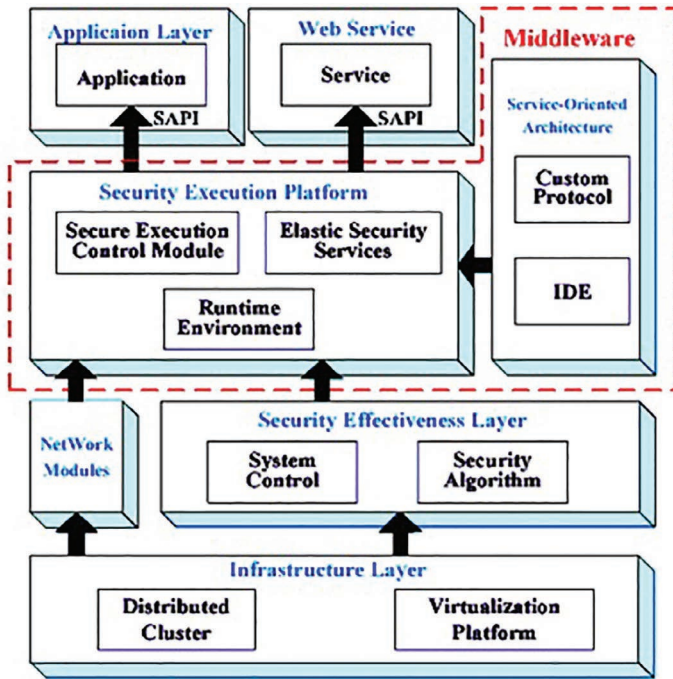 Applicaion Layer
Application
SAPI
Web Service
Service
SAPI
Middleware
Service-Oriented
Architecture
Custom
Protocol
IDE
Security Execution Platform
Secure Execution
Control Module
Elastic Security
Services
Runtime
Environment
NetWork
Modules
Security Effectiveness Layer
System
Control
Security
Algorithm
Infrastructure Layer
Distributed
Cluster
Virtualization
Platform